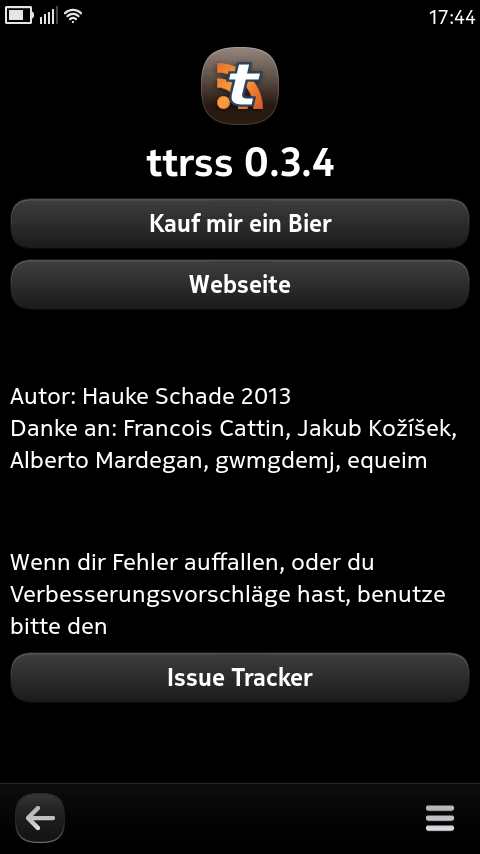 17:44
t
ttrss 0.3.4
Kauf mir ein Bier
Webseite
Autor: Hauke Schade 2013
Danke an: Francois Cattin, Jakub Kožíšek,
Alberto Mardegan, gwmgdemj, equeim
Wenn dir Fehler auffallen, oder du
Verbesserungsvorschläge hast, benutze
bitte den
Issue Tracker